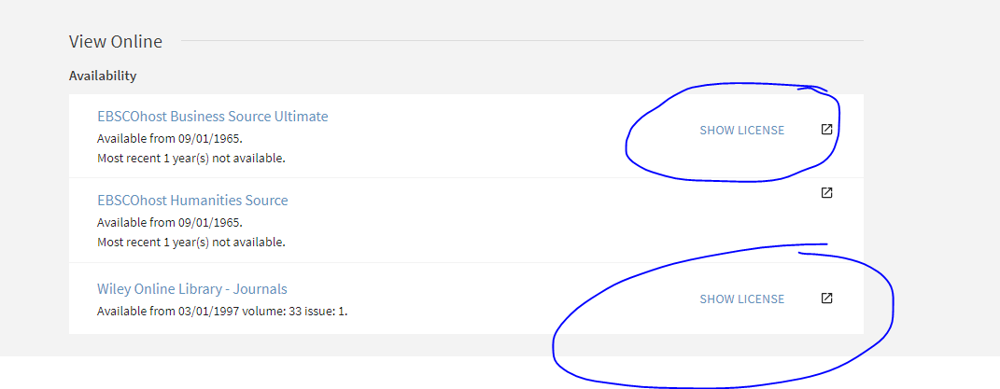 View Online
Availability
EBSCOhost Business Source Ultimate
SHOW LICENSE
Available from 09/01/1965.
Most recent 1 year(s) not available.
EBSCOhost Humanities Source
Available from 09/01/1965.
Most recent 1 year(s) not available.
Wiley Online Library - Journals
SHOW LICENSE
Available from 03/01/1997 volume: 33 issue: 1.